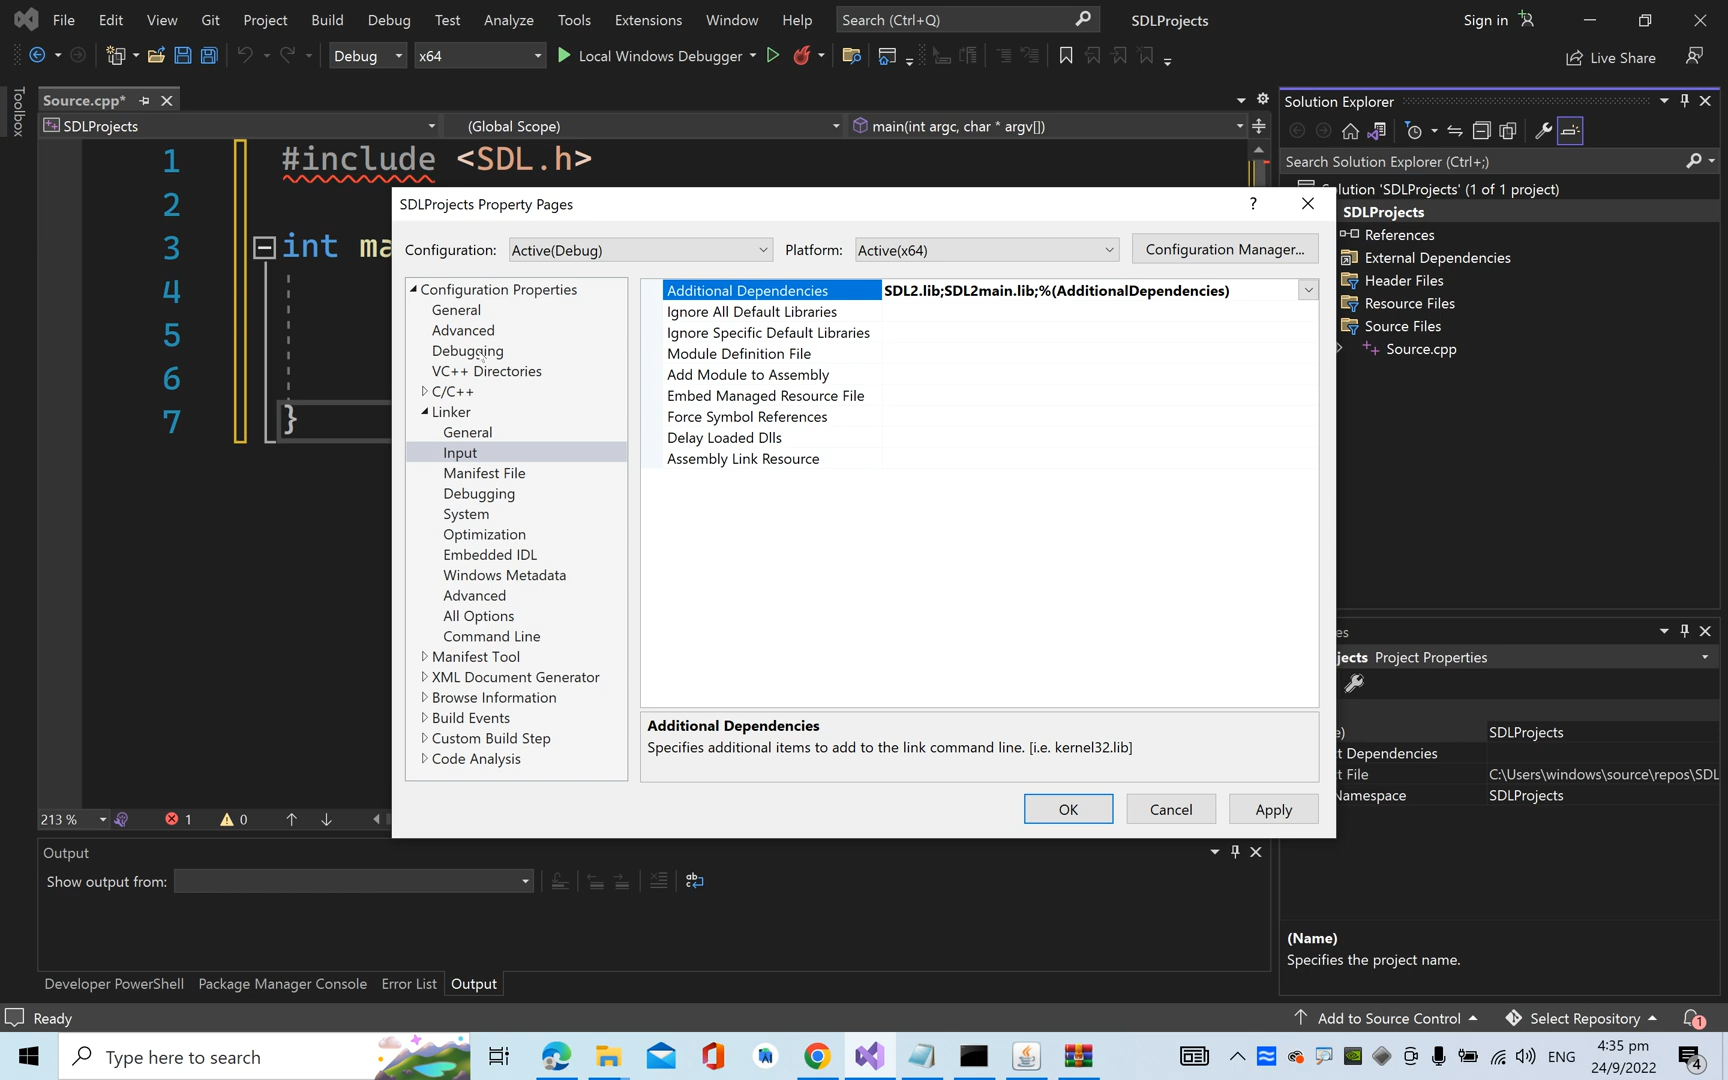 File Edit View Git Project Build Debug Test Analyze Tools Extensions Window Help Search (Ctrl+Q) SDLProjects Sign in
Debug x64 Local Windows Debugger Live Share
Toolbox
Source.cpp*
SDLProjects (Global Scope) main(int argc, char * argv[])
1 #include <SDL.h>
2
3 int ma
4
5
6
7 }
213 % 1 0
SDLProjects Property Pages ?
Configuration: Active(Debug) Platform: Active(x64) Configuration Manager...
Configuration Properties
General
Advanced
Debugging
VC++ Directories
C/C++
Linker
General
Input
Manifest File
Debugging
System
Optimization
Embedded IDL
Windows Metadata
Advanced
All Options
Command Line
Manifest Tool
XML Document Generator
Browse Information
Build Events
Custom Build Step
Code Analysis
Additional Dependencies SDL2.lib;SDL2main.lib;%(AdditionalDependencies)
Ignore All Default Libraries
Ignore Specific Default Libraries
Module Definition File
Add Module to Assembly
Embed Managed Resource File
Force Symbol References
Delay Loaded Dlls
Assembly Link Resource
Additional Dependencies
Specifies additional items to add to the link command line. [i.e. kernel32.lib]
OK Cancel Apply
Solution Explorer
Search Solution Explorer (Ctrl+;)
olution 'SDLProjects' (1 of 1 project)
SDLProjects
References
External Dependencies
Header Files
Resource Files
Source Files
Source.cpp
es
jects Project Properties
e) SDLProjects
t Dependencies
t File C:\Users\windows\source\repos\SDL
Namespace SDLProjects
(Name)
Specifies the project name.
Output
Show output from:
Developer PowerShell Package Manager Console Error List Output
Ready Add to Source Control Select Repository 1
Type here to search ENG 4:35 pm
24/9/2022 4